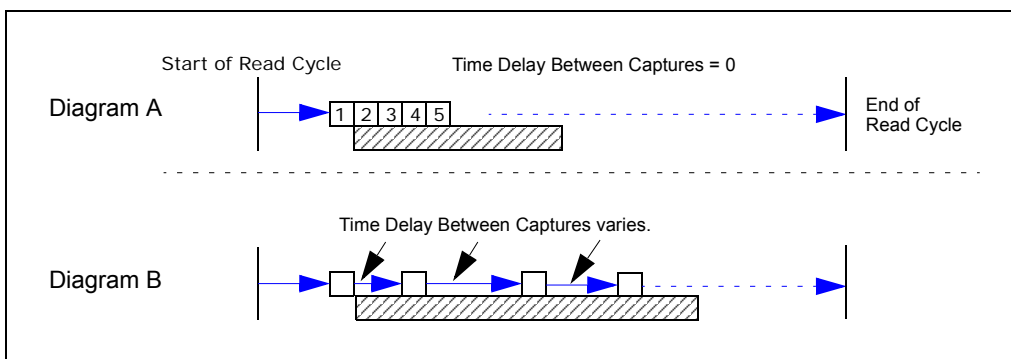 Start of Read Cycle
Time Delay Between Captures = 0
Diagram A
1 2 3 4 5
End of
Read Cycle
Time Delay Between Captures varies.
Diagram B